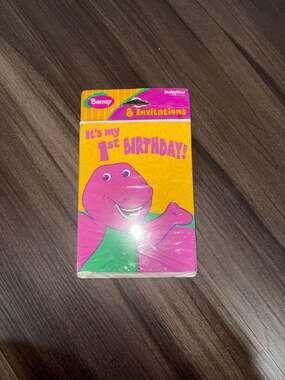 Barney
8 Invitations
It's my
1st BIRTHDAY!